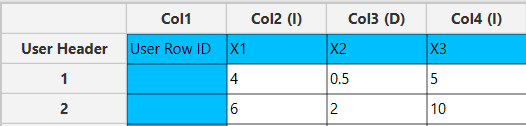 Col1 Col2 (I) Col3 (D) Col4 (I)
User Header User Row ID X1 X2 X3
1 4 0.5 5
2 6 2 10